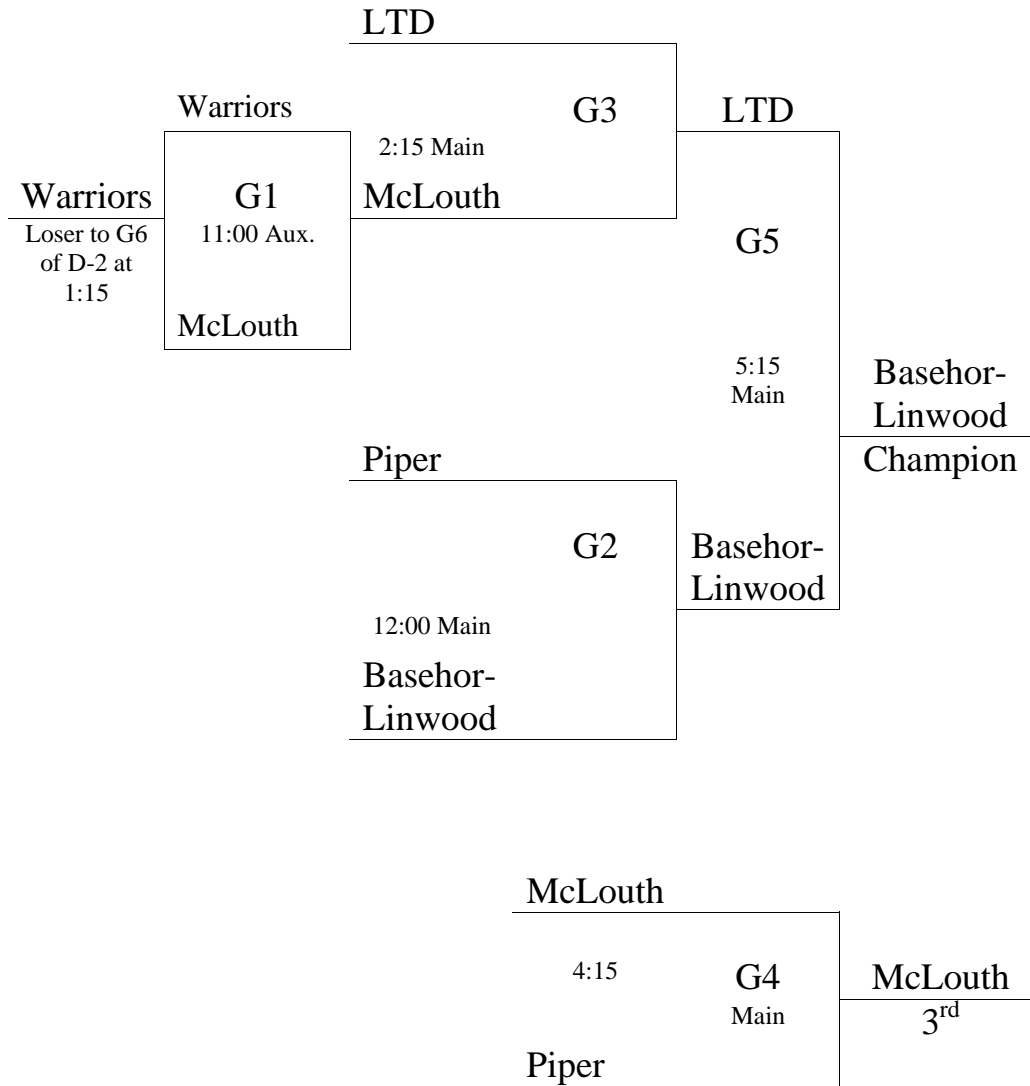 LTD
Warriors
G3
LTD
2:15 Main
Warriors
G1
McLouth
Loser to G6
of D-2 at
1:15
11:00 Aux.
G5
McLouth
5:15
Main
Basehor-
Linwood
Champion
Piper
G2
Basehor-
Linwood
12:00 Main
Basehor-
Linwood
McLouth
4:15
G4
Main
McLouth
3rd
Piper